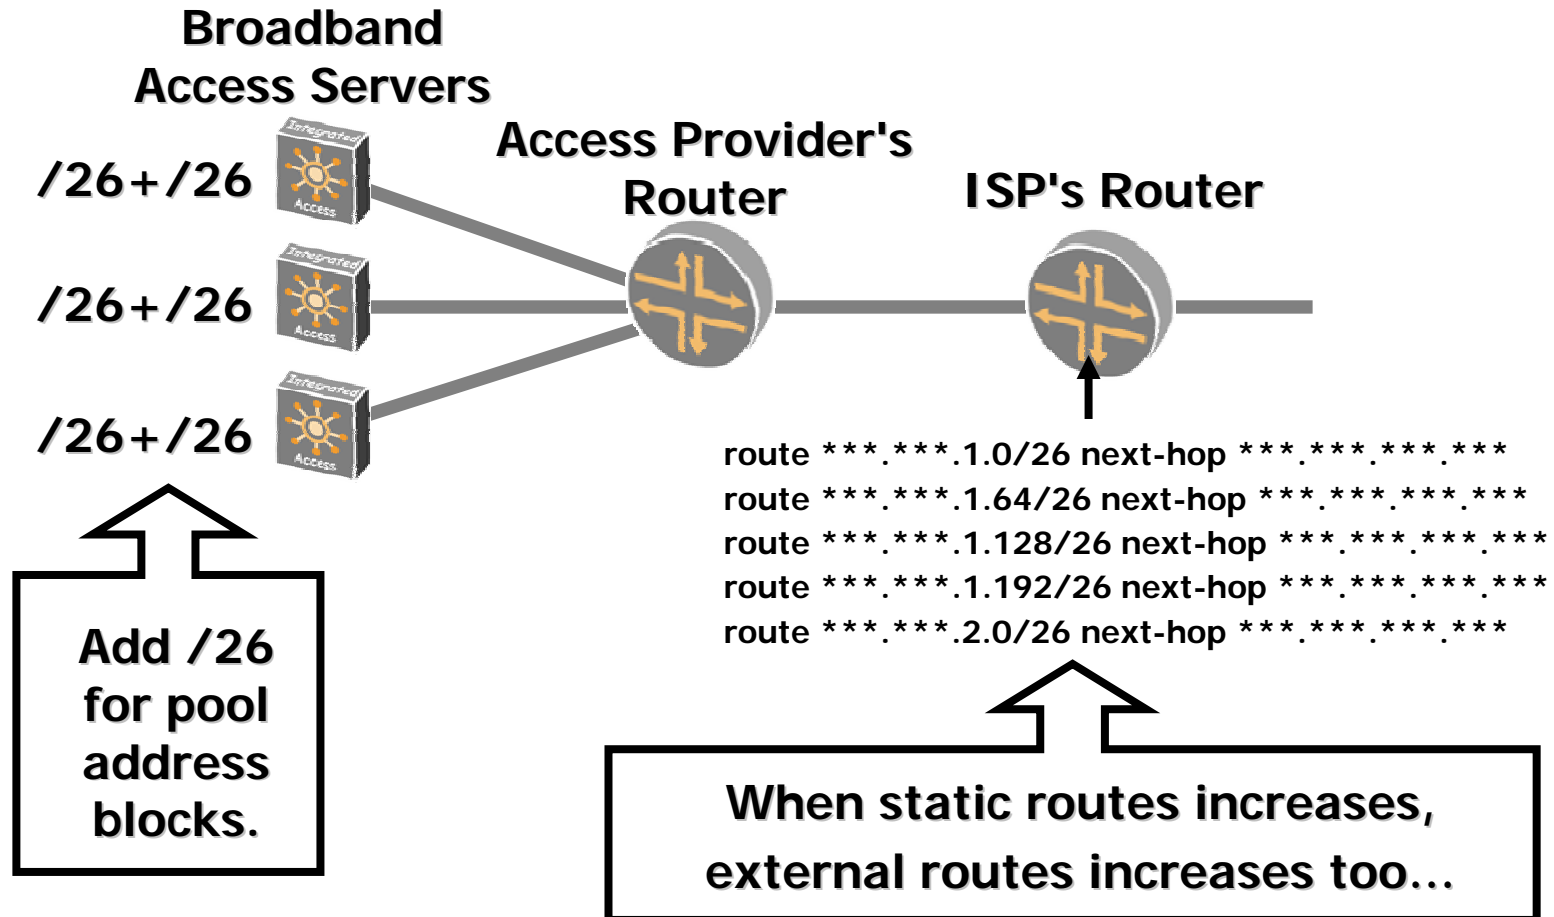 Broadband
Access Servers
Access Provider's
Router
ISP's Router
/26+/26
Integrated
Access
/26+/26
Integrated
Access
/26+/26
Integrated
Access
route ***.***.1.0/26 next-hop ***.***.***.***
route ***.***.1.64/26 next-hop ***.***.***.***
route ***.***.1.128/26 next-hop ***.***.***.***
route ***.***.1.192/26 next-hop ***.***.***.***
route ***.***.2.0/26 next-hop ***.***.***.***
Add /26
for pool
address
blocks.
When static routes increases,
external routes increases too...